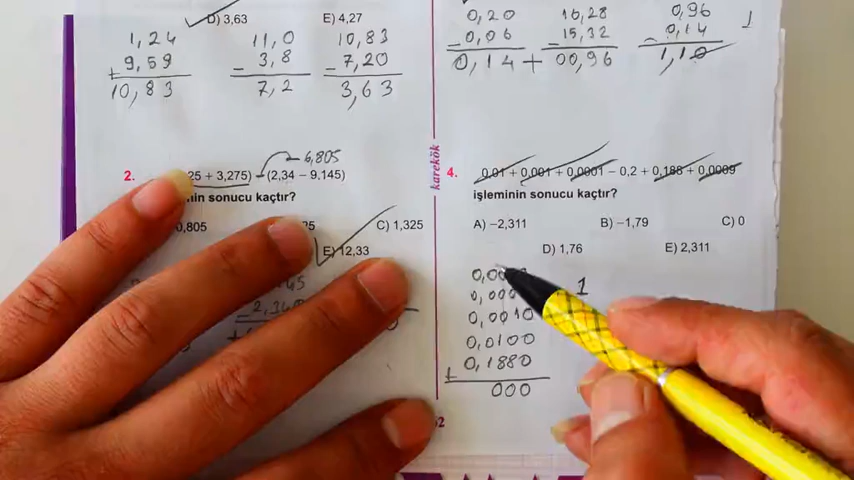 D) 3,63 E) 4,27
1,24
+ 9,59
10,83
11,0
- 3,8
7,2
10,83
- 7,20
3,63
2. 25 + 3,275) – (2,34 – 9,145)
6,805
n sonucu kaçtır?
0,805 25 C) 1,325
E) 12,33
0,20
- 0,06
0,14 +
16,28
- 15,32
00,96
0,96
0,14
1,10
1
karekök
4. 0,01 + 0,001 + 0,0001 – 0,2 + 0,188 + 0,0009
işleminin sonucu kaçtır?
A) –2,311 B) –1,79 C) 0
D) 1,76 E) 2,311
1
0,0010
0,0100
+ 0,1880
000